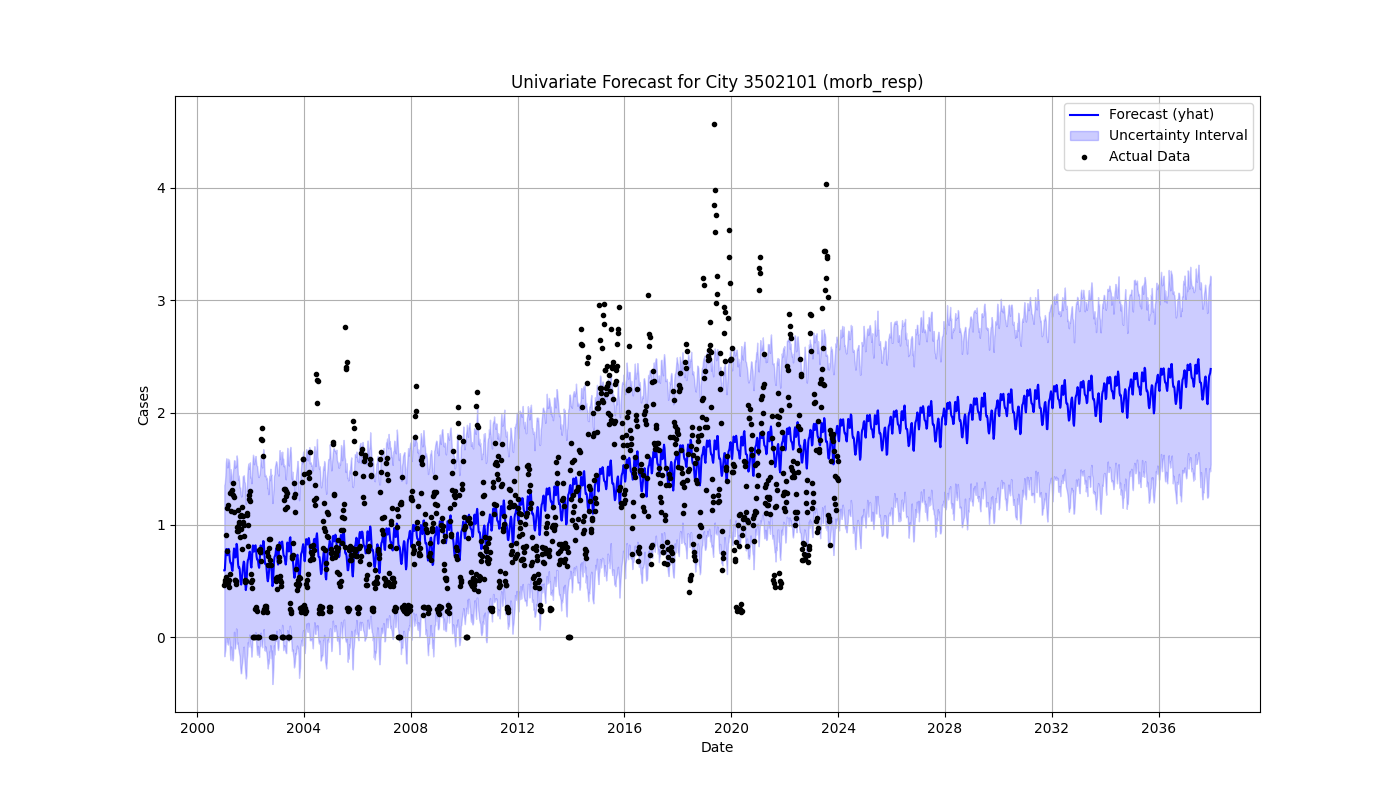 Univariate Forecast for City 3502101 (morb_resp)
Forecast (yhat)
Uncertainty Interval
Actual Data
Cases
4
3
2
1
0
2000 2004 2008 2012 2016 2020 2024 2028 2032 2036
Date